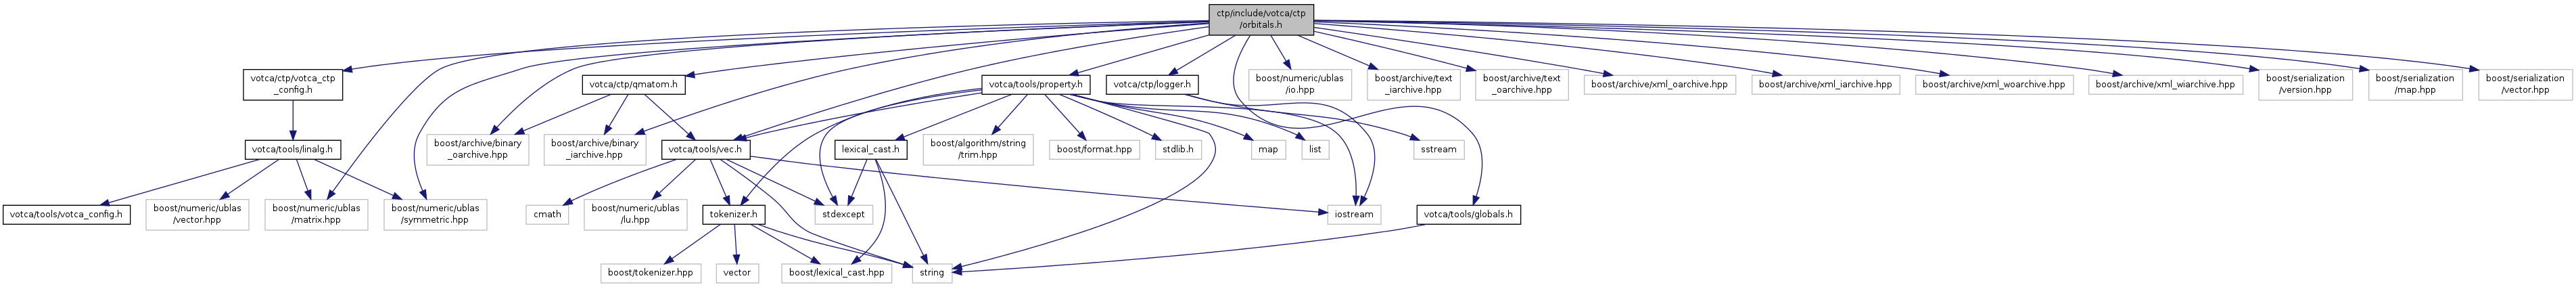 ctp/include/votca/ctp
/orbitals.h
votca/ctp/votca_ctp
_config.h
votca/ctp/qmatom.h
votca/tools/property.h
votca/ctp/logger.h
boost/numeric/ublas
/io.hpp
boost/archive/text
_iarchive.hpp
boost/archive/text
_oarchive.hpp
boost/archive/xml_oarchive.hpp
boost/archive/xml_iarchive.hpp
boost/archive/xml_woarchive.hpp
boost/archive/xml_wiarchive.hpp
boost/serialization
/version.hpp
boost/serialization
/map.hpp
boost/serialization
/vector.hpp
votca/tools/linalg.h
boost/archive/binary
_oarchive.hpp
boost/archive/binary
_iarchive.hpp
votca/tools/vec.h
lexical_cast.h
boost/algorithm/string
/trim.hpp
boost/format.hpp
stdlib.h
map
list
sstream
votca/tools/votca_config.h
boost/numeric/ublas
/vector.hpp
boost/numeric/ublas
/matrix.hpp
boost/numeric/ublas
/symmetric.hpp
cmath
boost/numeric/ublas
/lu.hpp
tokenizer.h
stdexcept
iostream
votca/tools/globals.h
boost/tokenizer.hpp
vector
boost/lexical_cast.hpp
string